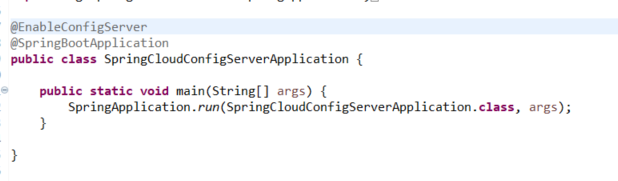 @EnableConfigServer
@SpringBootApplication
public class SpringCloudConfigServerApplication {
public static void main(String[] args) {
SpringApplication.run(SpringCloudConfigServerApplication.class, args);
}
}